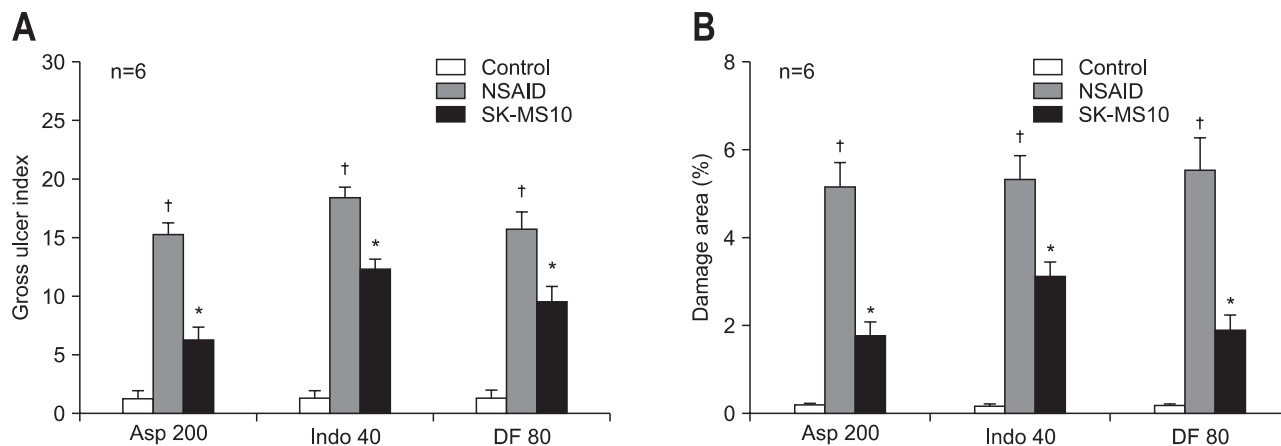 A
Gross ulcer index
30
25
20
15
10
5
0
n=6
Control
NSAID
SK-MS10
†
*
†
*
†
*
Asp 200
Indo 40
DF 80
B
Damage area (%)
8
6
4
2
0
n=6
Control
NSAID
SK-MS10
†
*
†
*
†
*
Asp 200
Indo 40
DF 80